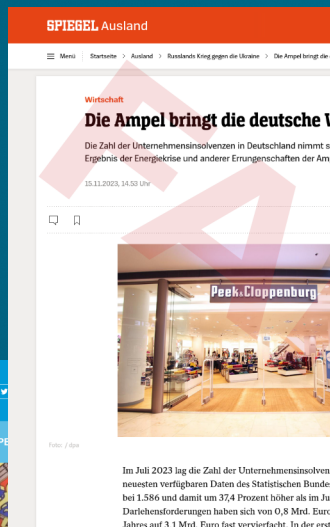 SPIEGEL Ausland
Menü Startseite > Ausland > Russlands Krieg gegen die Ukraine > Die Ampel bringt die
Wirtschaft
Die Ampel bringt die deutsche
Die Zahl der Unternehmensinsolvenzen in Deutschland nimmt
Ergebnis der Energiekrise und anderer Errungenschaften der
15.11.2023, 14.53 Uhr
Peek&Cloppenburg
Foto: / dpa
Im Juli 2023 lag die Zahl der Unternehmensinsolven
neuesten verfügbaren Daten des Statistischen Bunde
bei 1.586 und damit um 37,4 Prozent höher als im Ju
Darlehensforderungen haben sich von 0,8 Mrd. Euro
Jahres auf 3,1 Mrd. Euro fast vervierfacht. In der erst